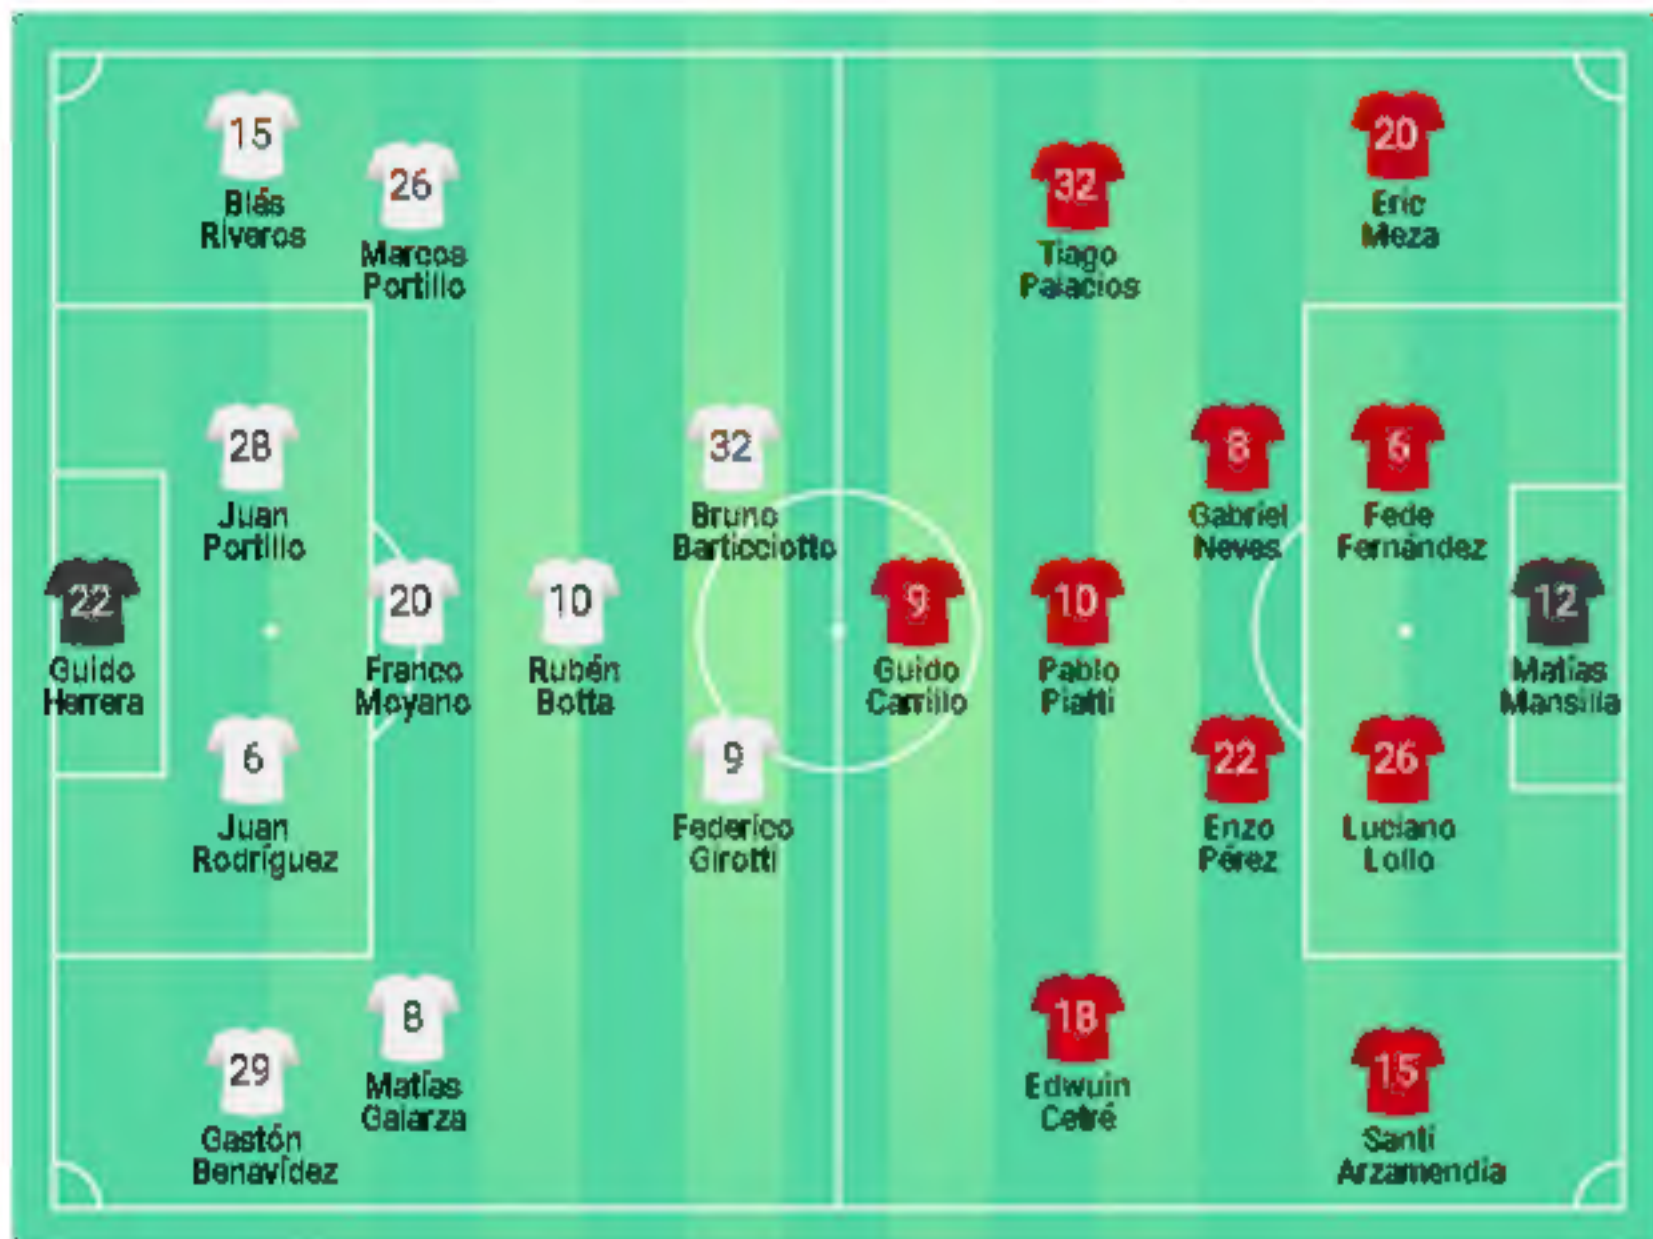 15
Blás
Riveros
26
Marcos
Portillo
28
Juan
Portillo
22
Guido
Herrera
20
Franco
Moyano
10
Rubén
Botta
32
Bruno
Barticciotto
6
Juan
Rodríguez
9
Federico
Girotti
29
Gastón
Benavídez
8
Matías
Galarza
32
Tiago
Palacios
20
Eric
Meza
8
Gabriel
Neves
6
Fede
Fernández
9
Guido
Carrillo
10
Pablo
Piatti
12
Matías
Mansilla
22
Enzo
Pérez
26
Luciano
Lollo
18
Edwuin
Cetré
15
Santi
Arzamendia